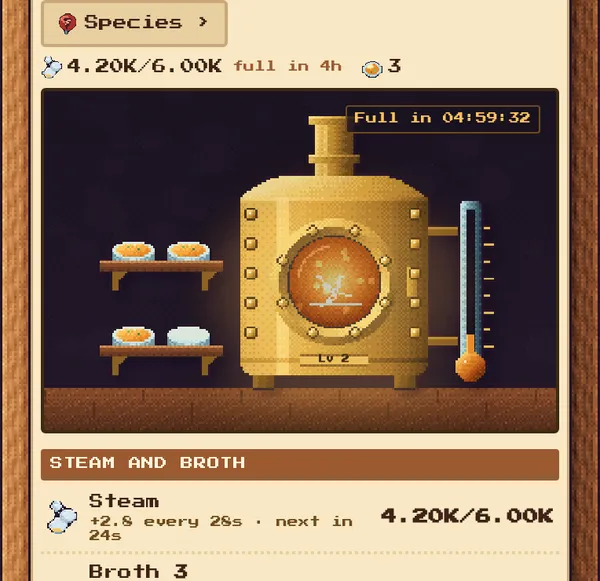 Species ›
4.20K/6.00K full in 4h 3
Full in 04:59:32
Lv 2
STEAM AND BROTH
Steam
+2.8 every 28s · next in 24s
4.20K/6.00K
Broth 3